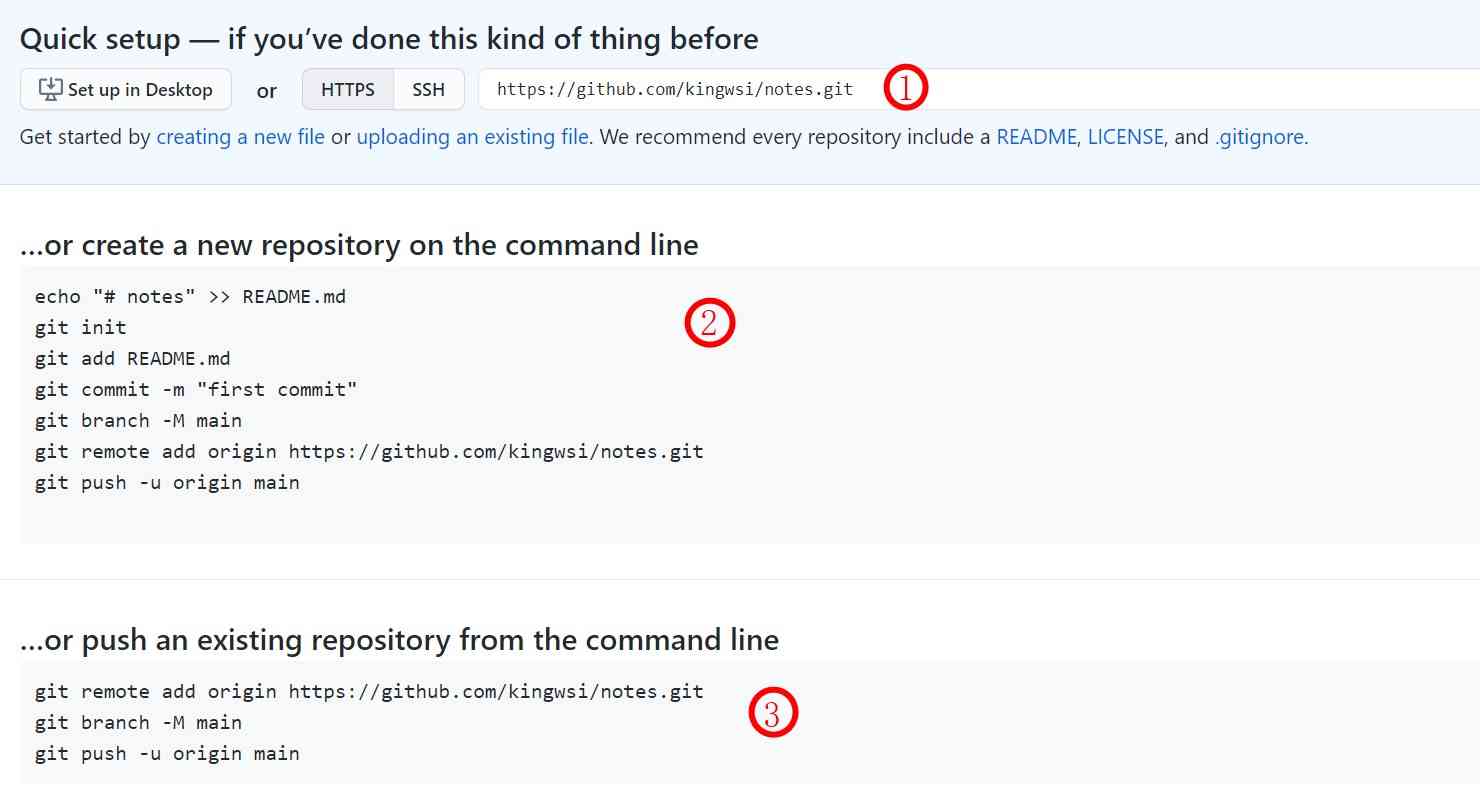 Quick setup — if you’ve done this kind of thing before
Set up in Desktop or HTTPS SSH https://github.com/kingwsi/notes.git ①
Get started by creating a new file or uploading an existing file. We recommend every repository include a README, LICENSE, and .gitignore.
...or create a new repository on the command line
echo "# notes" >> README.md
②
git init
git add README.md
git commit -m "first commit"
git branch -M main
git remote add origin https://github.com/kingwsi/notes.git
git push -u origin main
...or push an existing repository from the command line
git remote add origin https://github.com/kingwsi/notes.git
③
git branch -M main
git push -u origin main